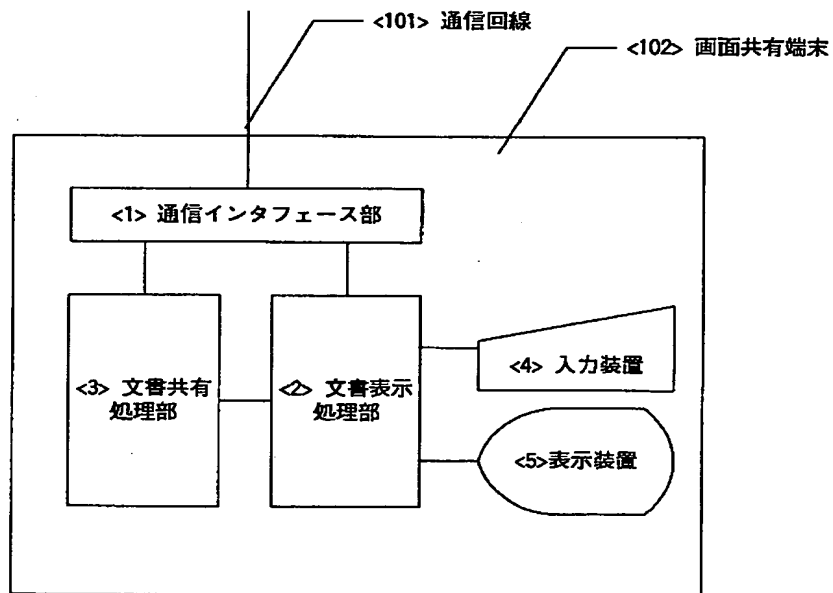 <101> 通信回線
<102> 画面共有端末
<1> 通信インタフェース部
<3> 文書共有
処理部
<2> 文書表示
処理部
<4> 入力装置
<5>表示装置